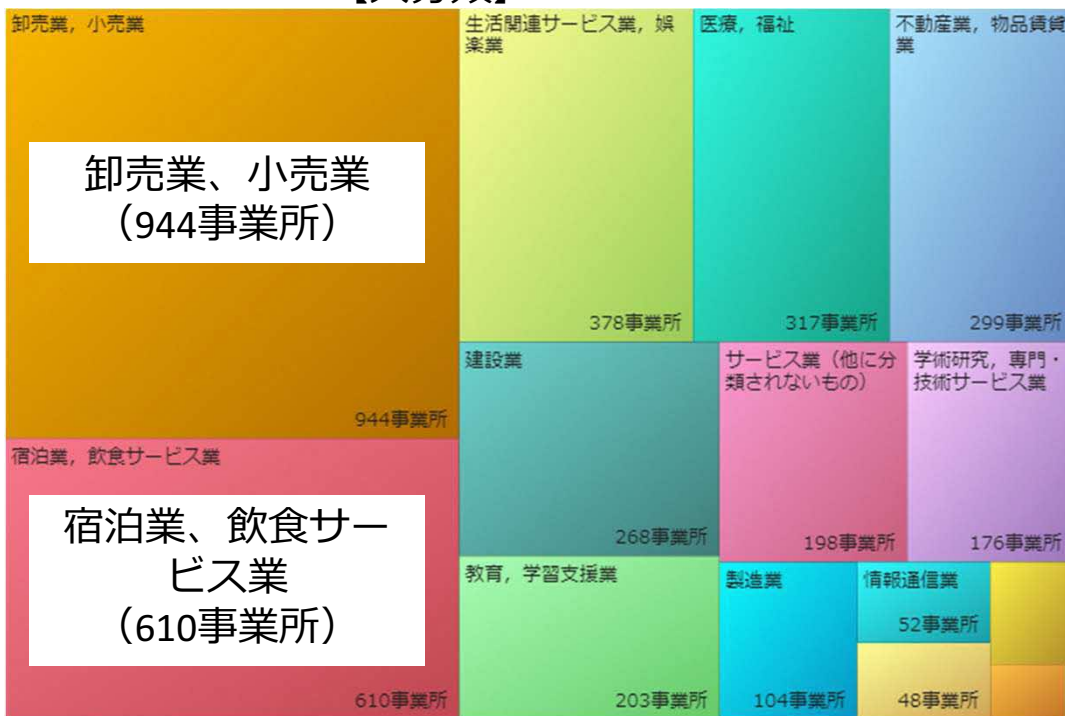 卸売業，小売業
卸売業、小売業
（944事業所）
944事業所
宿泊業，飲食サービス業
宿泊業、飲食サー
ビス業
（610事業所）
610事業所
生活関連サービス業，娯
楽業
378事業所
医療，福祉
317事業所
不動産業，物品賃貸
業
299事業所
建設業
268事業所
サービス業（他に分
類されないもの）
198事業所
学術研究，専門・
技術サービス業
176事業所
教育，学習支援業
203事業所
製造業
104事業所
情報通信業
52事業所
48事業所